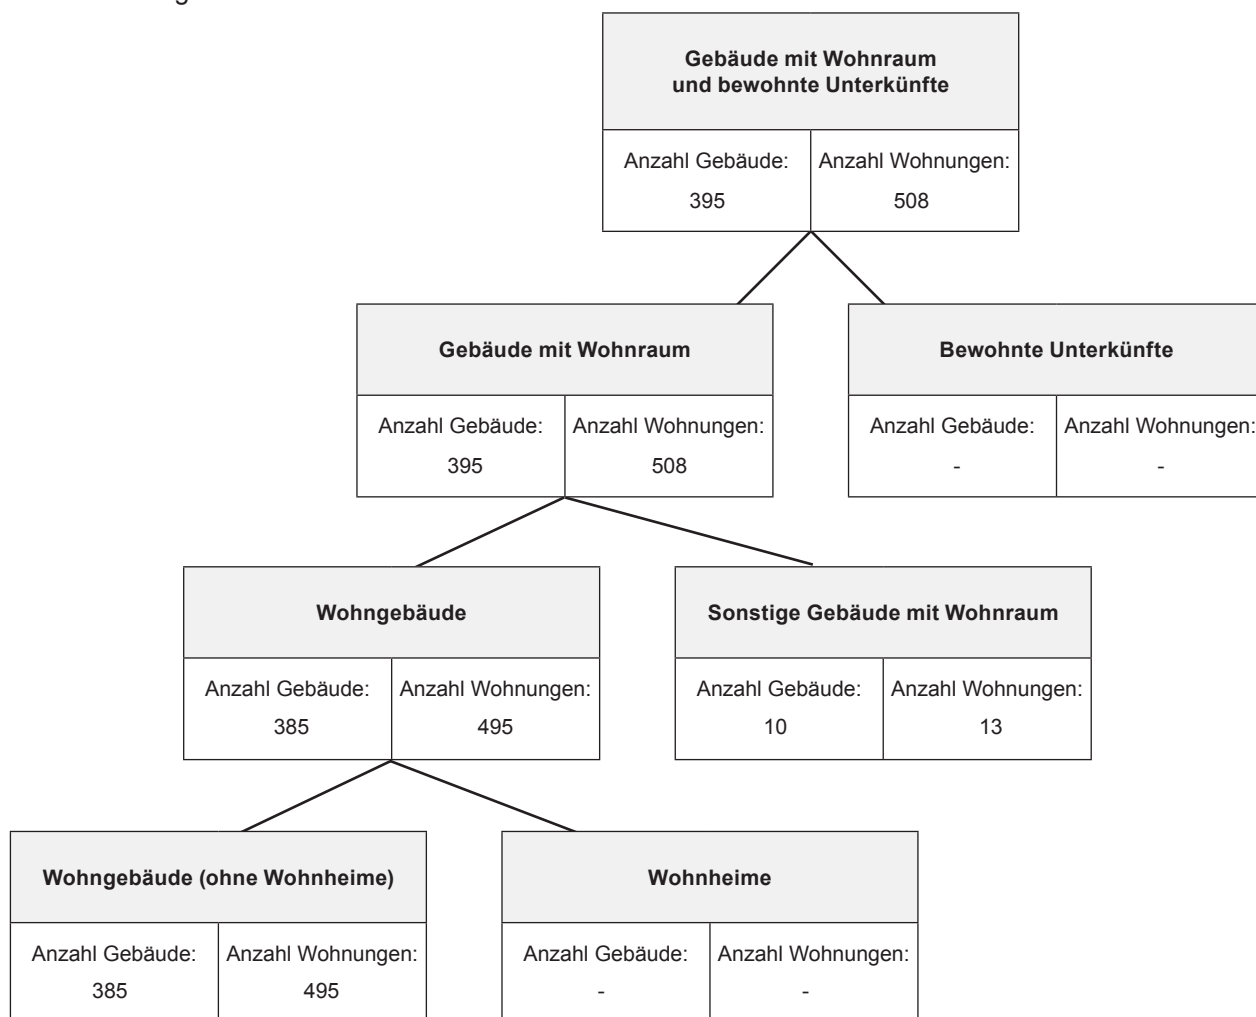 Gebäude mit Wohnraum
und bewohnte Unterkünfte
Anzahl Gebäude: Anzahl Wohnungen:
395 508
Gebäude mit Wohnraum
Anzahl Gebäude: Anzahl Wohnungen:
395 508
Bewohnte Unterkünfte
Anzahl Gebäude: Anzahl Wohnungen:
- -
Wohngebäude
Anzahl Gebäude: Anzahl Wohnungen:
385 495
Sonstige Gebäude mit Wohnraum
Anzahl Gebäude: Anzahl Wohnungen:
10 13
Wohngebäude (ohne Wohnheime)
Anzahl Gebäude: Anzahl Wohnungen:
385 495
Wohnheime
Anzahl Gebäude: Anzahl Wohnungen:
- -